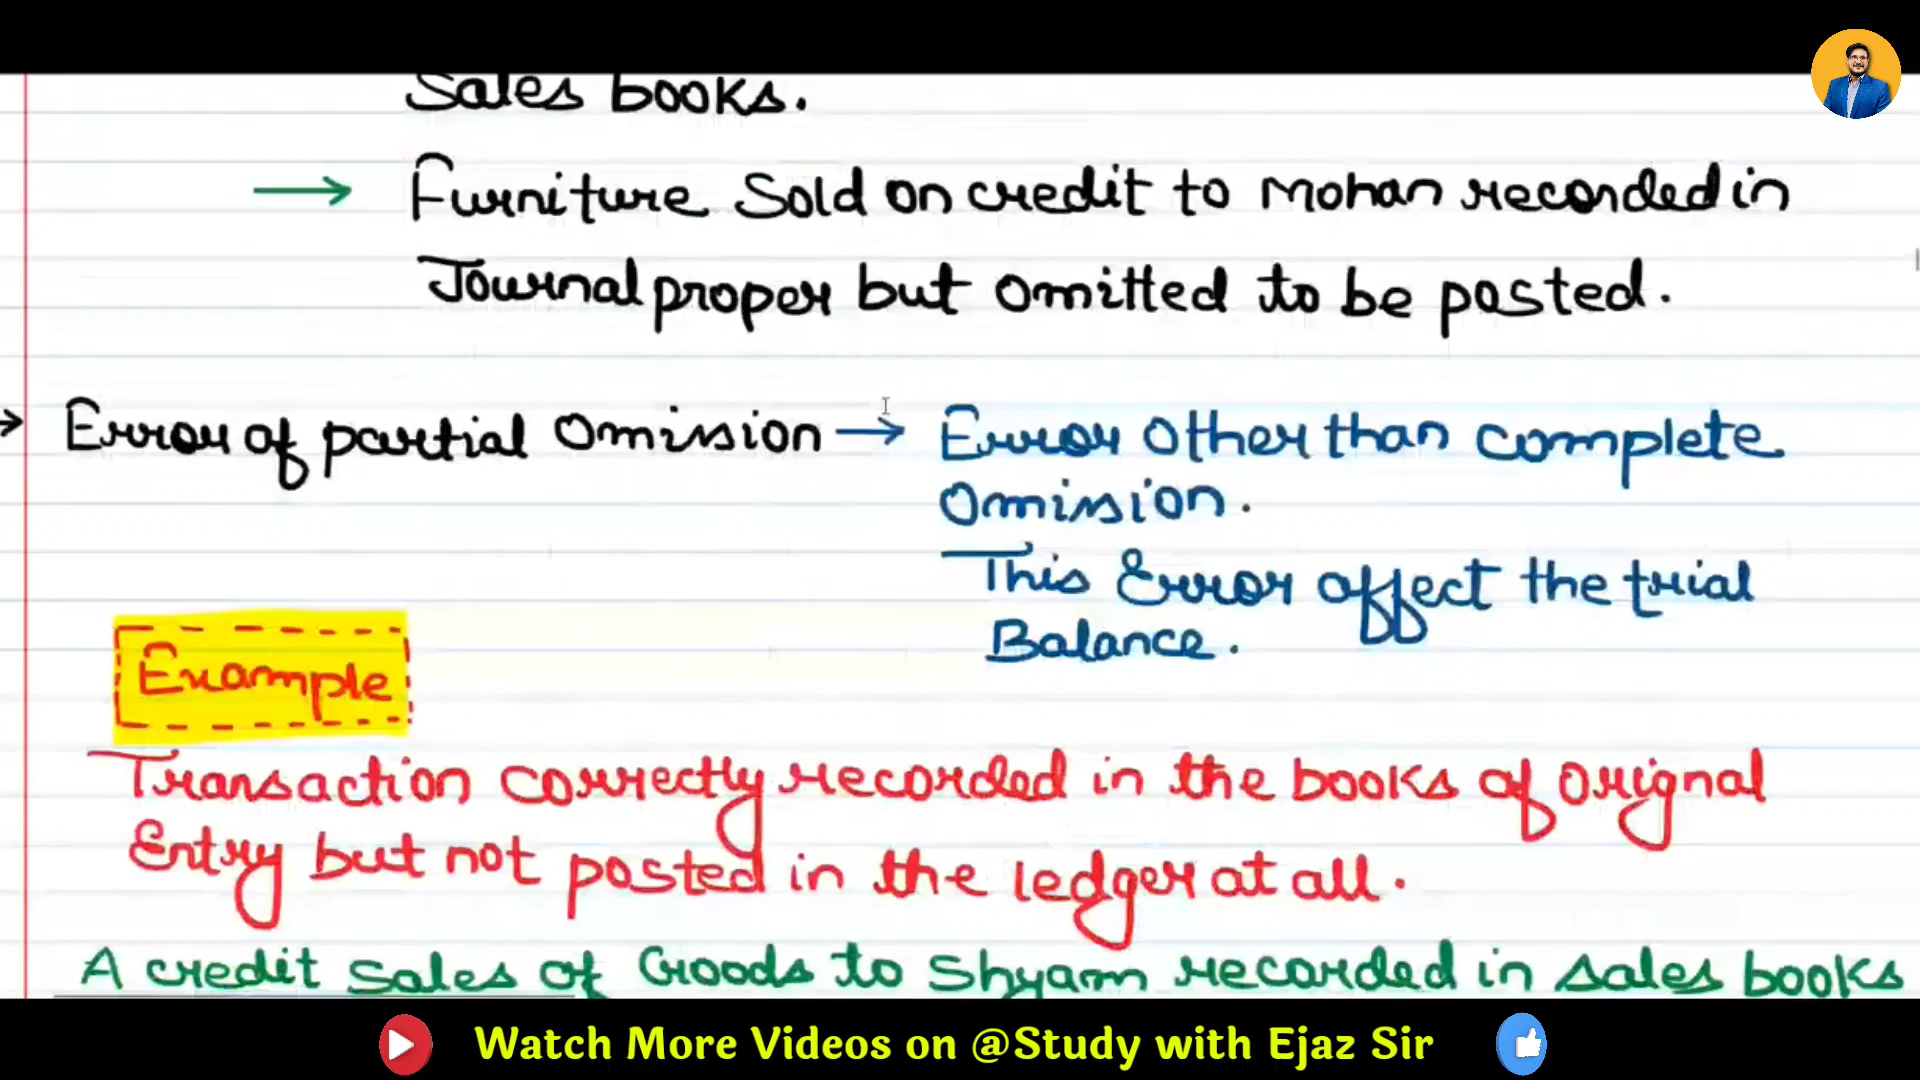 Sales books.
→ Furniture Sold on credit to Mohan recorded in
Journal proper but omitted to be posted.
→ Error of partial Omission → Error Other than complete
Omission.
This Error affect the trial
Balance.
Example
Transaction correctly recorded in the books of Orignal
Entry but not posted in the ledger at all.
A credit sales of Goods to Shyam recorded in sales books
Watch More Videos on @Study with Ejaz Sir